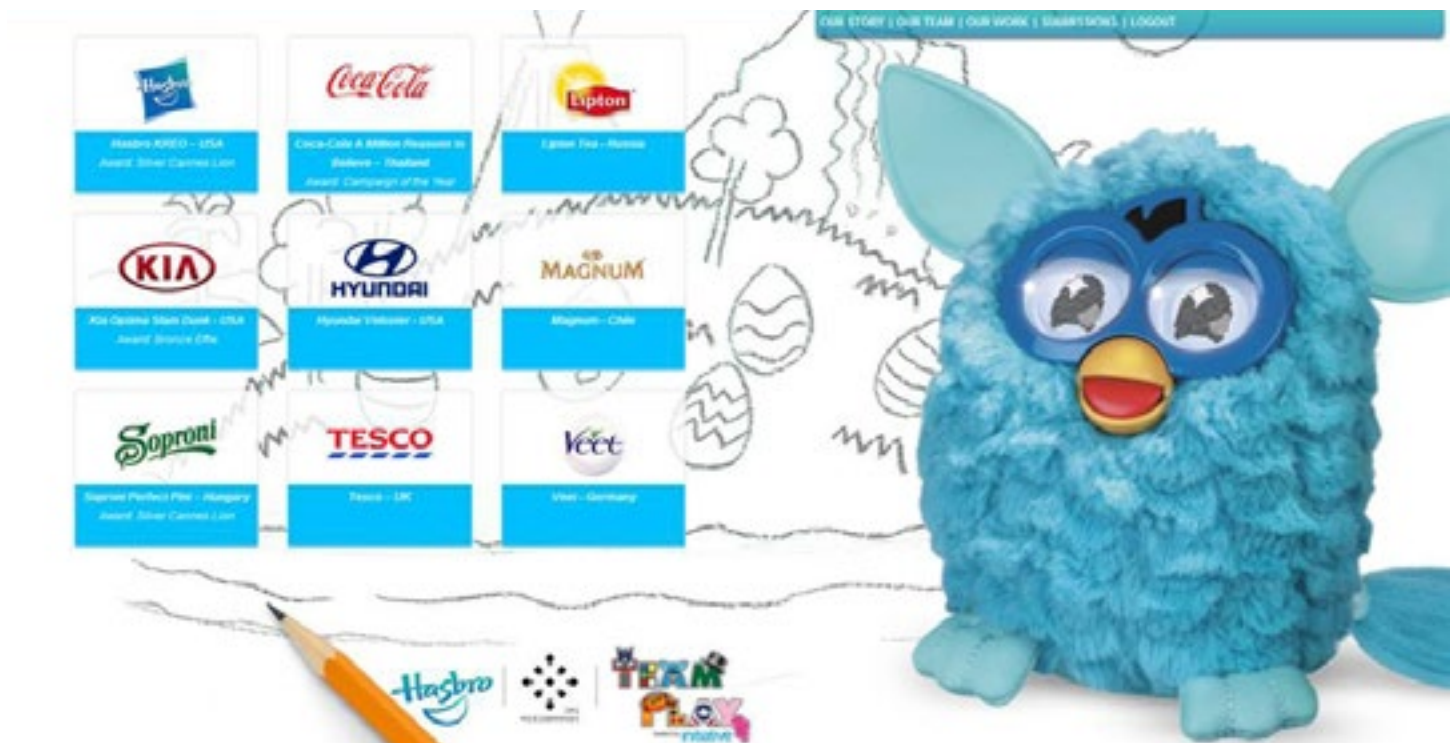 OUR STORY | OUR TEAM | OUR WORK | SUBMISSIONS | LOGOUT
Hasbro
Coca-Cola
Lipton
Hasbro KREO - USA
Award: Silver Cannes Lion
Coca-Cola A Million Reasons to
Believe - Thailand
Award: Campaign of the Year
Lipton Tea - Russia
KIA
HYUNDAI
MAGNUM
Kia Optima Slam Dunk - USA
Award: Bronze Effie
Hyundai Veloster - USA
Magnum - Chile
Soproni
TESCO
Veet
Soproni Perfect Pint - Hungary
Award: Silver Cannes Lion
Tesco - UK
Veet - Germany
Hasbro
TEAM
PLAY
initiative